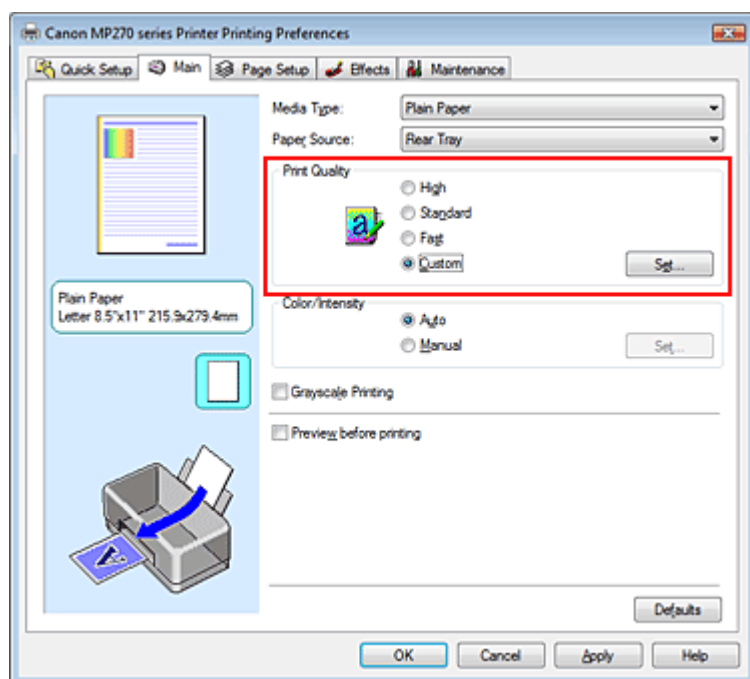 Canon MP270 series Printer Printing Preferences
Quick Setup Main Page Setup Effects Maintenance
Media Type: Plain Paper
Paper Source: Rear Tray
Print Quality
High
Standard
Fast
Custom Set...
Plain Paper
Letter 8.5"x11" 215.9x279.4mm
Color/Intensity
Auto
Manual Set...
Grayscale Printing
Preview before printing
Defaults
OK Cancel Apply Help